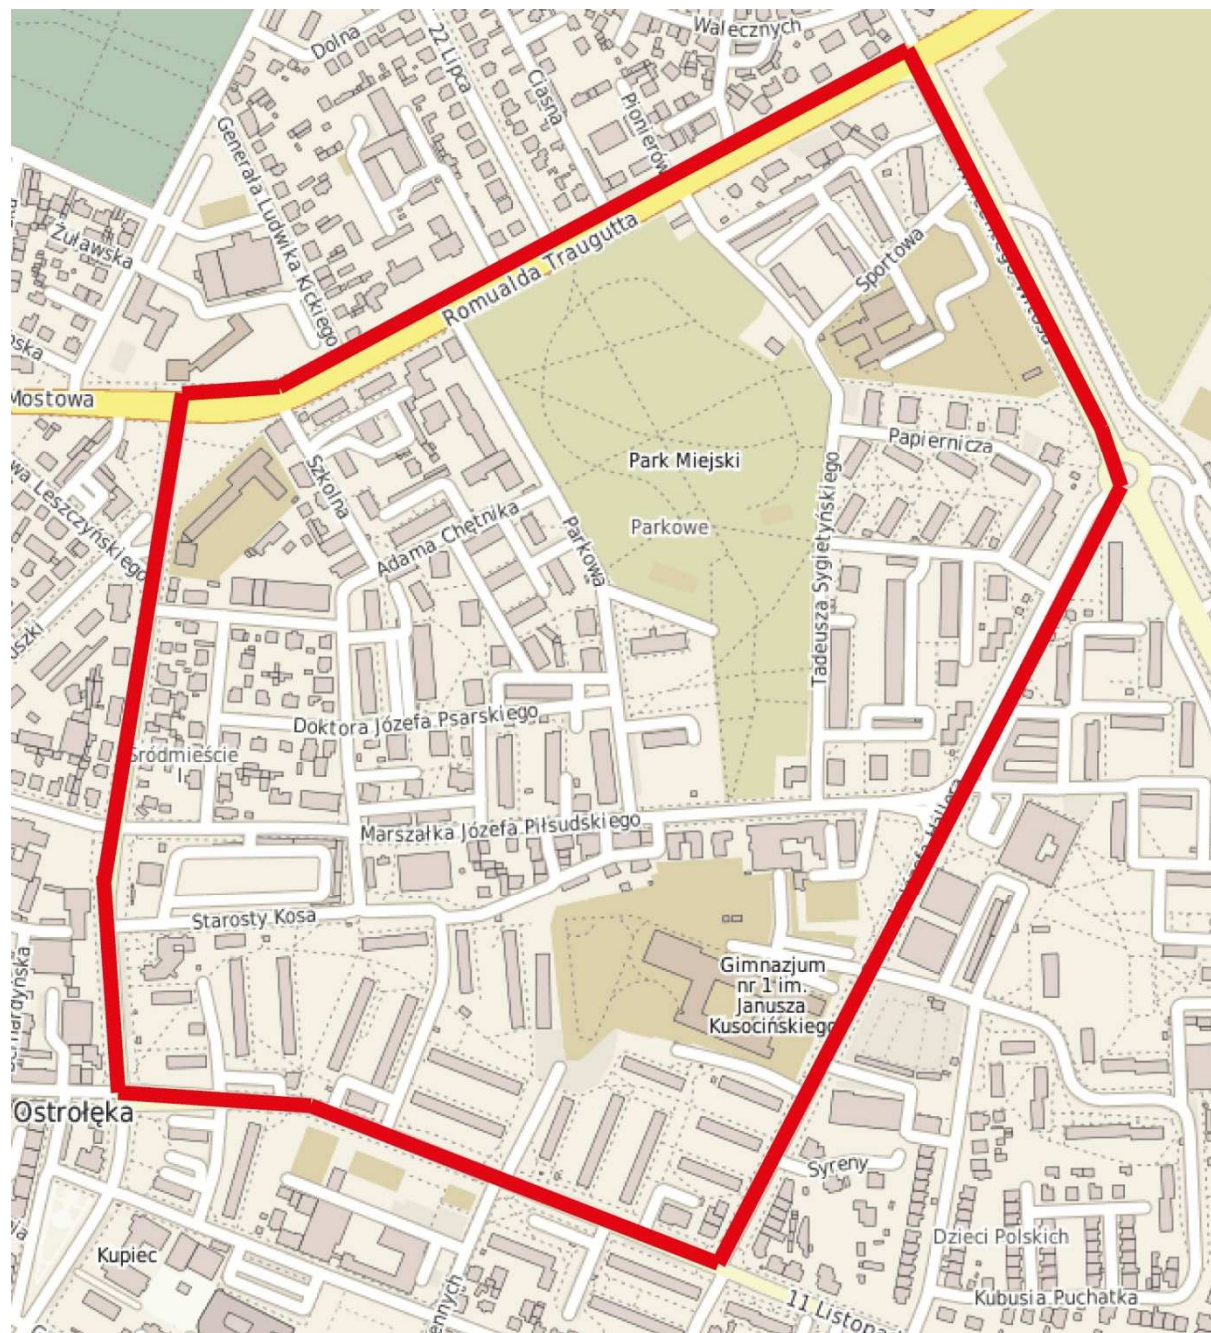 Walecznych
Dolna
22 Lipca
Ciasna
Pionierów
Generała Ludwika Kickiego
Żuławska
Romualda Traugutta
Sportowa
Mostowa
Papiernicza
Park Miejski
Szkolna
Adama Chętnika
Parkowe
Parkowa
Tadeusza Sygietyńskiego
Doktora Józefa Psarskiego
Śródmieście
I
Marszałka Józefa Piłsudskiego
Starosty Kosa
Gimnazjum
nr 1 im.
Janusza
Kusocińskiego
Ostrołęka
Syreny
Dzieci Polskich
Kupiec
Kubusia Puchatka
11 Listopad